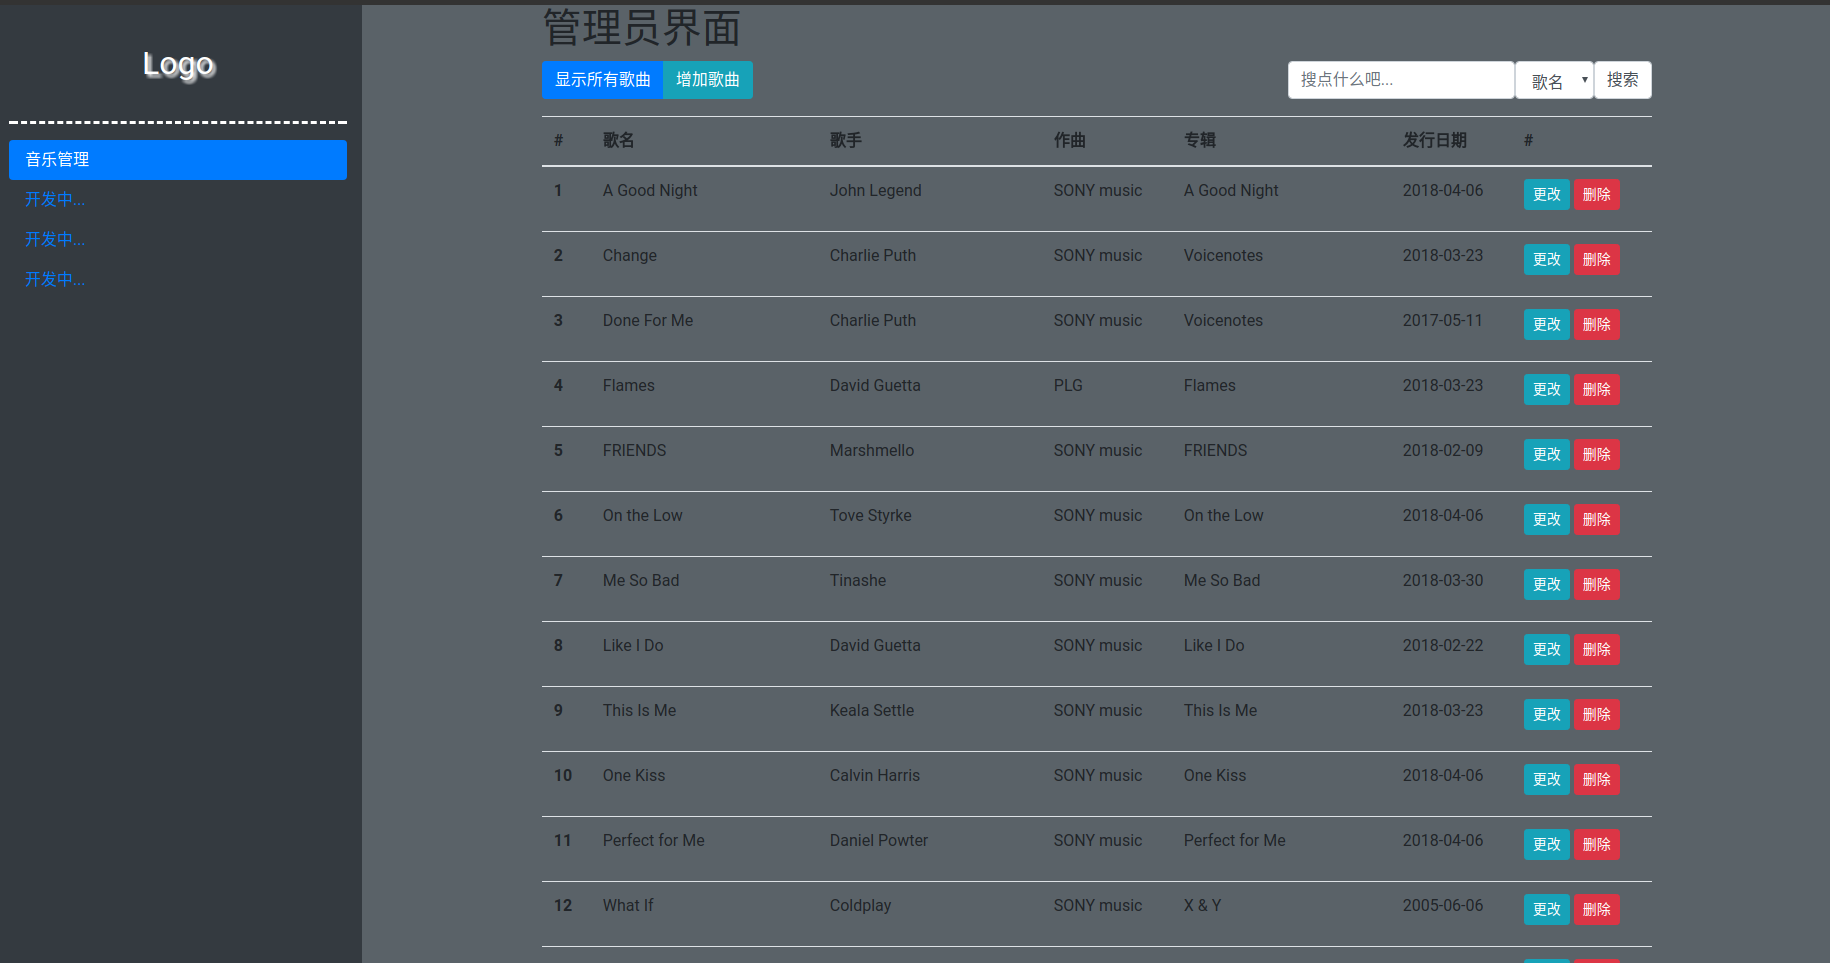 管理员界面
Logo
显示所有歌曲 增加歌曲 搜点什么吧... 歌名 搜索
# 歌名 歌手 作曲 专辑 发行日期 #
音乐管理
1 A Good Night John Legend SONY music A Good Night 2018-04-06 更改 删除
开发中...
开发中...
2 Change Charlie Puth SONY music Voicenotes 2018-03-23 更改 删除
开发中...
3 Done For Me Charlie Puth SONY music Voicenotes 2017-05-11 更改 删除
4 Flames David Guetta PLG Flames 2018-03-23 更改 删除
5 FRIENDS Marshmello SONY music FRIENDS 2018-02-09 更改 删除
6 On the Low Tove Styrke SONY music On the Low 2018-04-06 更改 删除
7 Me So Bad Tinashe SONY music Me So Bad 2018-03-30 更改 删除
8 Like I Do David Guetta SONY music Like I Do 2018-02-22 更改 删除
9 This Is Me Keala Settle SONY music This Is Me 2018-03-23 更改 删除
10 One Kiss Calvin Harris SONY music One Kiss 2018-04-06 更改 删除
11 Perfect for Me Daniel Powter SONY music Perfect for Me 2018-04-06 更改 删除
12 What If Coldplay SONY music X & Y 2005-06-06 更改 删除